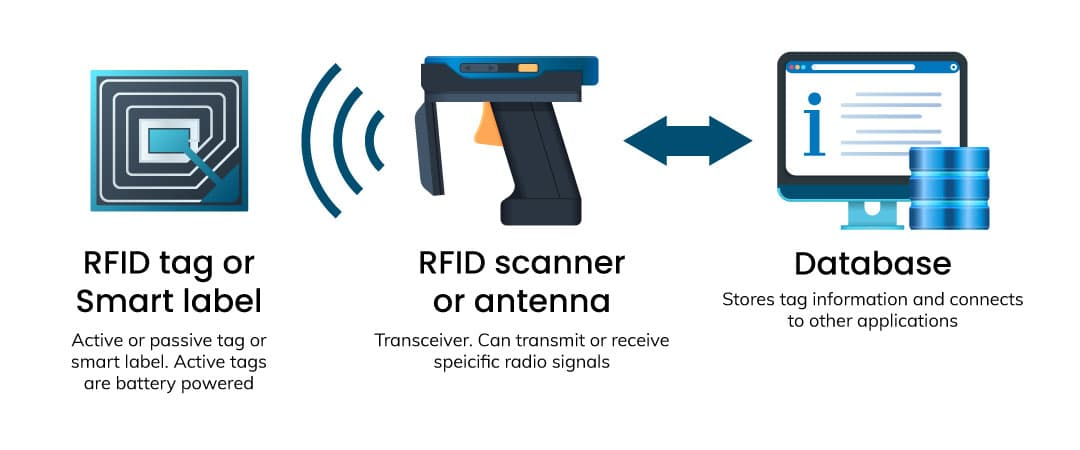 RFID tag or
Smart label
Active or passive tag or
smart label. Active tags
are battery powered
RFID scanner
or antenna
Transceiver. Can transmit or receive
speicific radio signals
Database
Stores tag information and connects
to other applications